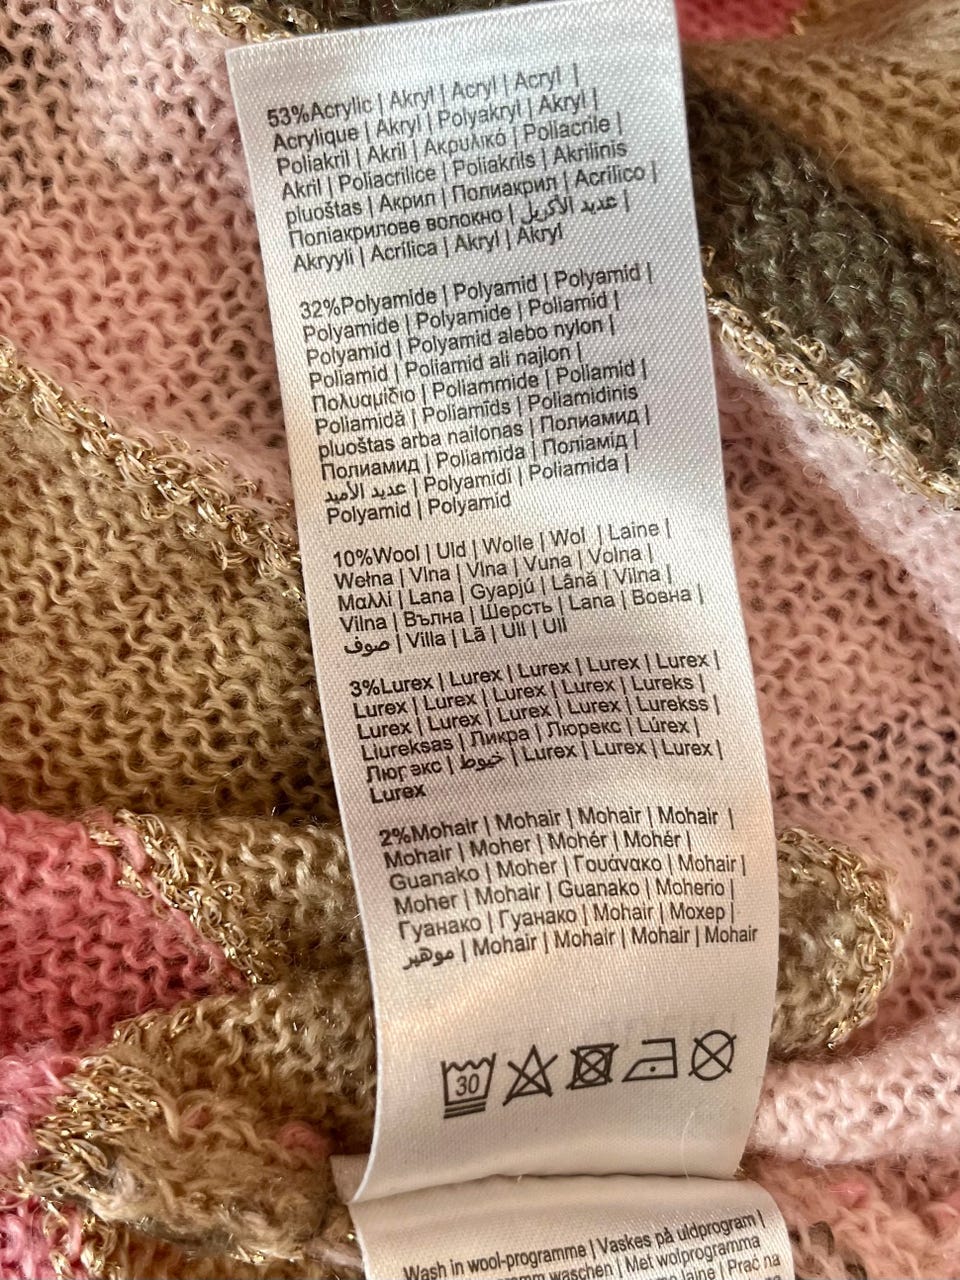 53%Acrylic | Akryl | Acryl | Acryl |
Acrylique | Akryl | Polyakryl | Akryl |
Poliakril | Akril | Ακρυλικό | Poliacrile |
Akril | Poliacrilice | Poliakrils | Akrilinis
pluoštas | Акрил | Полиакрил | Acrílico |
Поліакрилове волокно | عديد الأكريل |
Akryyli | Acrílica | Akryl | Akryl
32%Polyamide | Polyamid | Polyamid |
Polyamide | Polyamide | Poliamid |
Polyamid | Polyamid alebo nylon |
Poliamid | Poliamid ali najlon |
Πολυαμίδιο | Poliammide | Poliamid |
Poliamidă | Poliamīds | Poliamidinis
pluoštas arba nailonas | Полиамид |
Полиамид | Poliamida | Поліамід |
عديد الأميد | Polyamidi | Poliamida |
Polyamid | Polyamid
10%Wool | Uld | Wolle | Wol | Laine |
Wełna | Vlna | Vlna | Vuna | Volna |
Μαλλί | Lana | Gyapjú | Lână | Vilna |
Vilna | Вълна | Шерсть | Lana | Вовна |
صوف | Villa | Lã | Ull | Ull
3%Lurex | Lurex | Lurex | Lurex | Lurex |
Lurex | Lurex | Lurex | Lurex | Lureks |
Lurex | Lurex | Lurex | Lurex | Lurekss |
Liureksas | Ликра | Люрекс | Lúrex |
Люрекс | خيوط | Lurex | Lurex | Lurex |
Lurex
2%Mohair | Mohair | Mohair | Mohair |
Mohair | Moher | Mohér | Mohér |
Guanako | Moher | Γουάνακο | Mohair |
Moher | Mohair | Guanako | Moherio |
Гуанако | Гуанако | Mohair | Мохер |
موهير | Mohair | Mohair | Mohair | Mohair
30
Wash in wool-programme | Vaskes på uldprogram |
waschen | Met wolprogramma
laine | Prać na